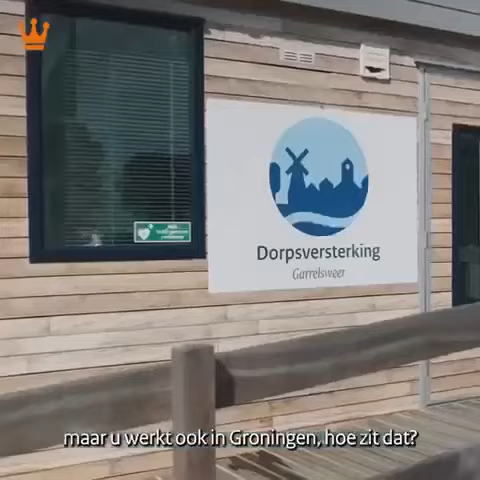 Dorpsversterking
Garrelsweer
maar u werkt ook in Groningen, hoe zit dat?